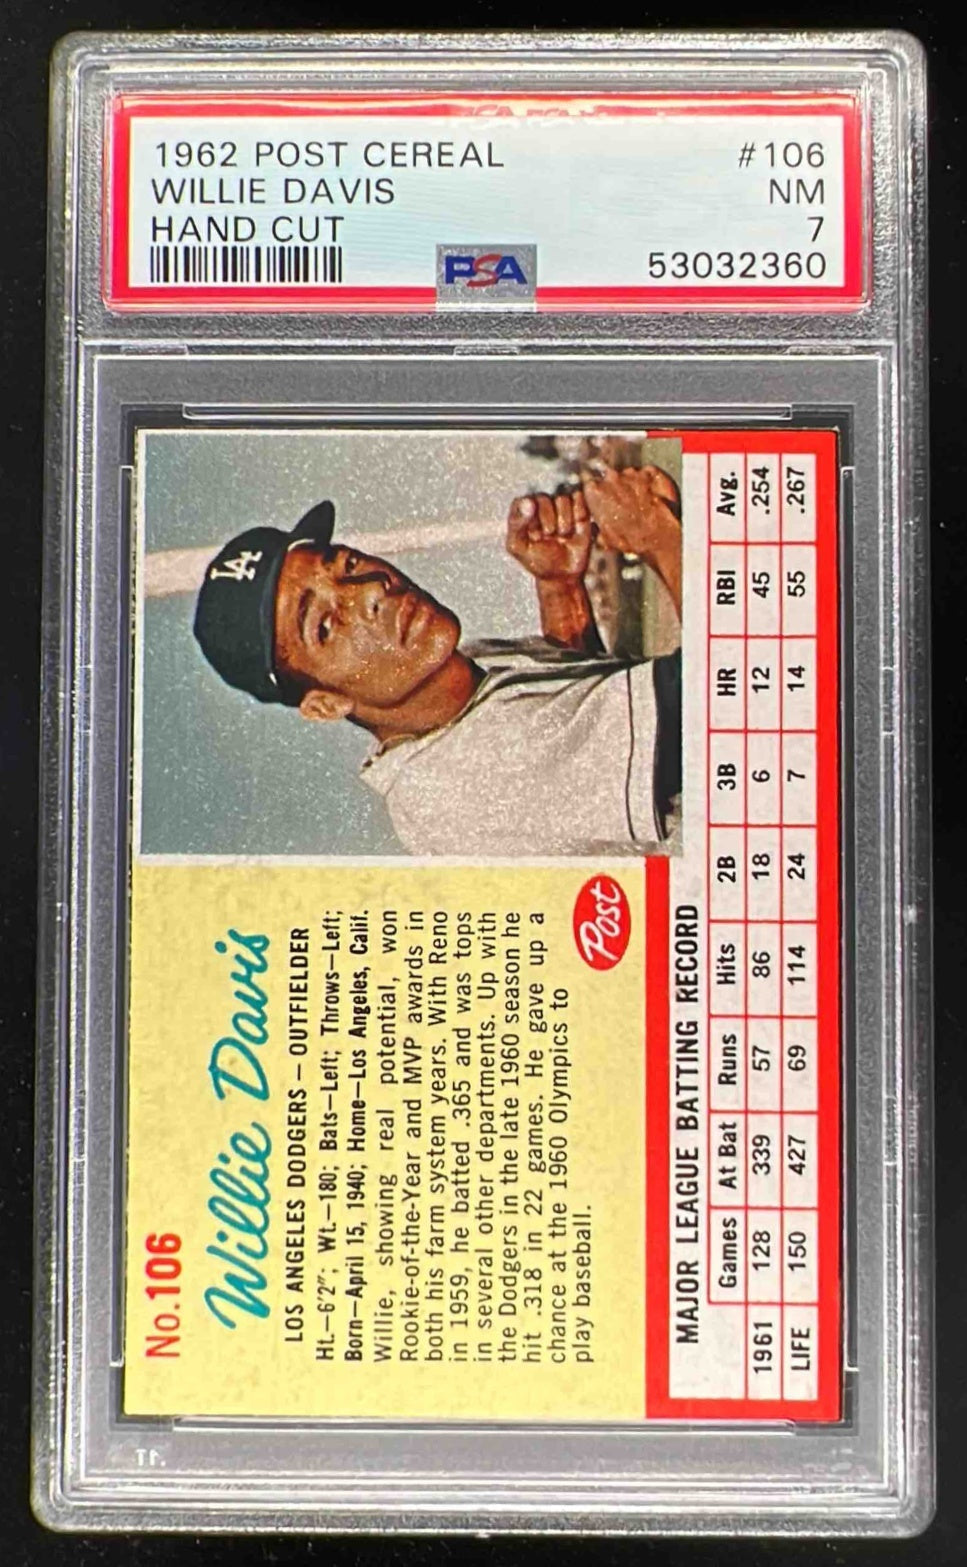 1962 POST CEREAL #106
WILLIE DAVIS NM
HAND CUT 7
PSA 53032360
No.106
Willie Davis
LOS ANGELES DODGERS – OUTFIELDER
Ht.–6'2"; Wt.–180; Bats–Left; Throws–Left;
Born–April 15, 1940; Home–Los Angeles, Calif.
Willie, showing real potential, won
Rookie-of-the-Year and MVP awards in
both his farm system years. With Reno
in 1959, he batted .365 and was tops
in several other departments. Up with
the Dodgers in the late 1960 season he
hit .318 in 22 games. He gave up a
chance at the 1960 Olympics to
play baseball.
Post
LA
MAJOR LEAGUE BATTING RECORD
Games At Bat Runs Hits 2B 3B HR RBI Avg.
1961 128 339 57 86 18 6 12 45 .254
LIFE 150 427 69 114 24 7 14 55 .267